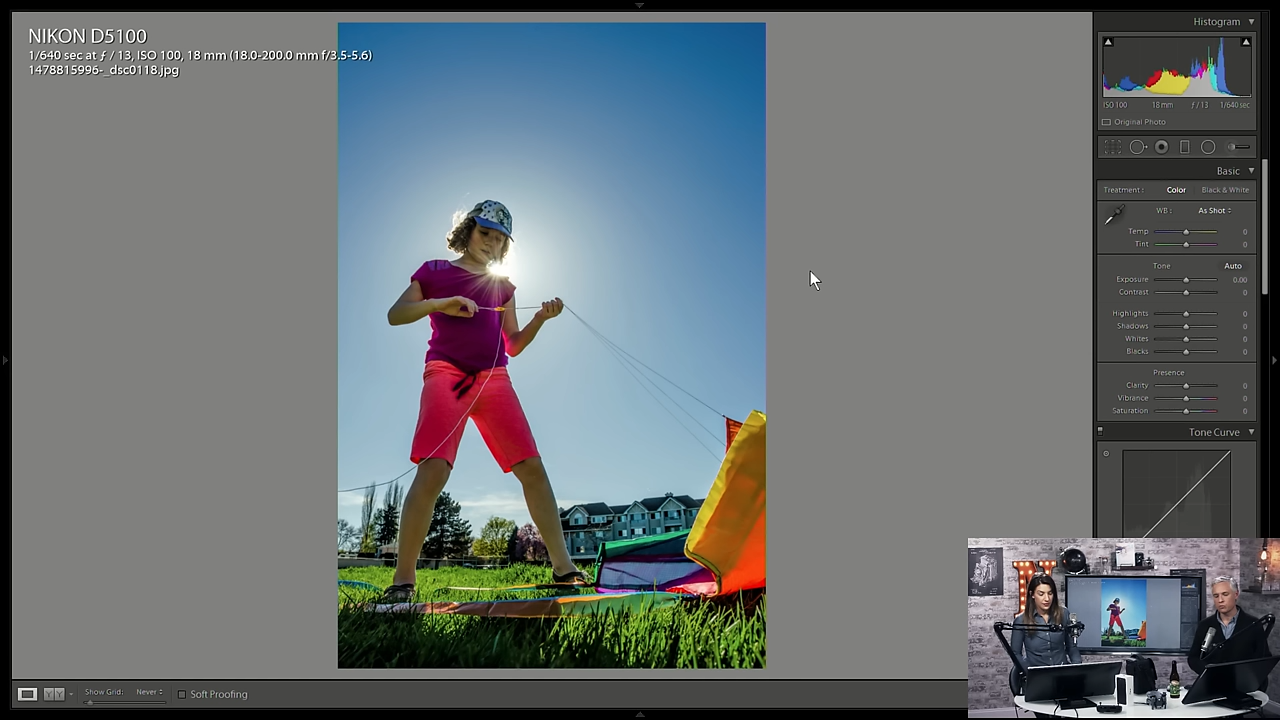 NIKON D5100
1/640 sec at ƒ / 13, ISO 100, 18 mm (18.0-200.0 mm f/3.5-5.6)
1478815996-_dsc0118.jpg
Histogram
ISO 100 18 mm ƒ / 13 1/640 sec
Original Photo
Basic
Treatment : Color Black & White
WB : As Shot
Temp 0
Tint 0
Tone Auto
Exposure 0.00
Contrast 0
Highlights 0
Shadows 0
Whites 0
Blacks 0
Presence
Clarity 0
Vibrance 0
Saturation 0
Tone Curve
Show Grid: Never
Soft Proofing